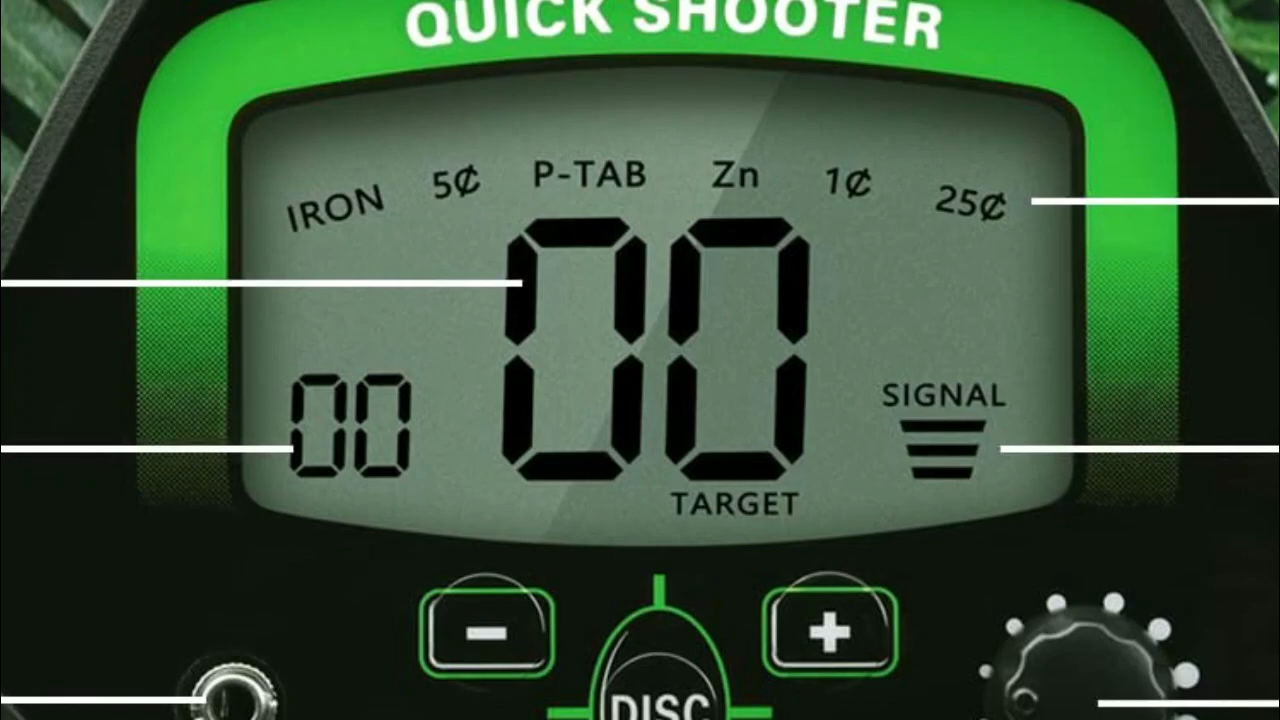 QUICK SHOOTER
IRON 5¢ P-TAB Zn 1¢ 25¢
00
00
SIGNAL
TARGET
- +
DISC